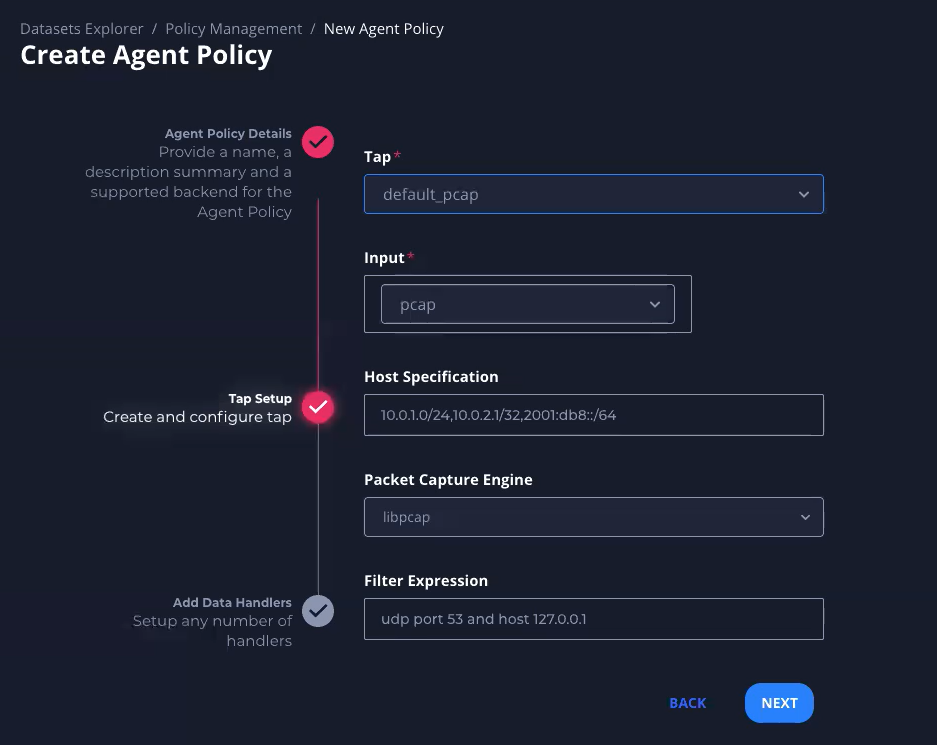 Datasets Explorer / Policy Management / New Agent Policy
Create Agent Policy
Agent Policy Details
Provide a name, a
description summary and a
supported backend for the
Agent Policy
Tap Setup
Create and configure tap
Add Data Handlers
Setup any number of
handlers
Tap *
default_pcap
Input *
pcap
Host Specification
10.0.1.0/24,10.0.2.1/32,2001:db8::/64
Packet Capture Engine
libpcap
Filter Expression
udp port 53 and host 127.0.0.1
BACK
NEXT